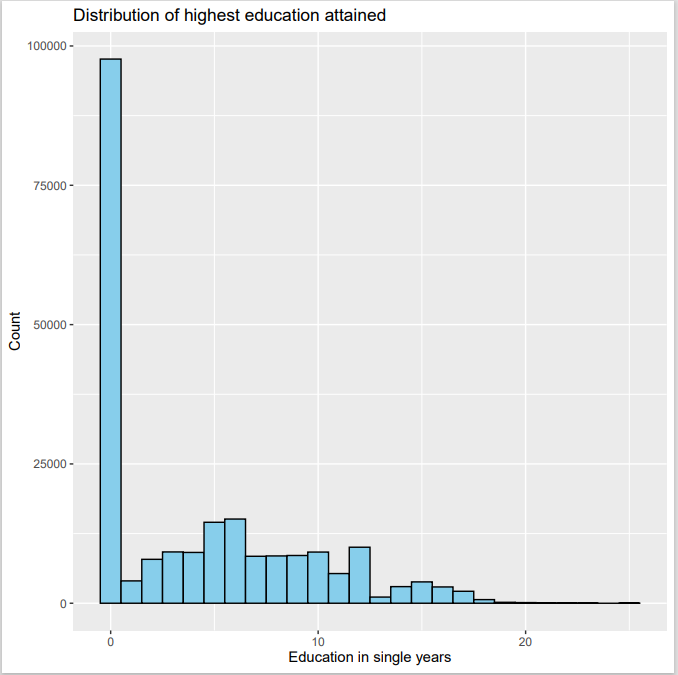 Distribution of highest education attained
100000
75000
50000
25000
0
Count
0 10 20
Education in single years